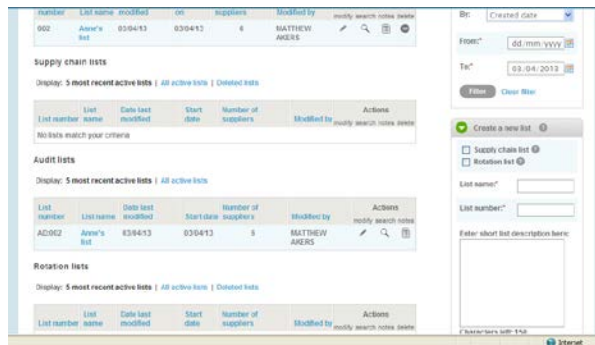 number name modified on suppliers Modified by modify search notes delete
002 Anne's list 03/04/13 03/04/13 6 MATTHEW AKERS
Supply chain lists
Display: 5 most recent active lists | All active lists | Deleted lists
List number List name Date last modified Start date Number of suppliers Modified by Actions modify search notes delete
No lists match your criteria
Audit lists
Display: 5 most recent active lists | All active lists
List number List name Date last modified Start date Number of suppliers Modified by Actions modify search notes
AD002 Anne's list 03/04/13 03/04/13 6 MATTHEW AKERS
Rotation lists
Display: 5 most recent active lists | All active lists | Deleted lists
List number List name Date last modified Start date Number of suppliers Modified by Actions modify search notes delete
By: Created date
From:* dd/mm/yyyy
To:* 03/04/2013
Filter Clear filter
Create a new list
Supply chain list
Rotation list
List name:*
List number:*
Enter short list description here:
Characters left: 150
Internet